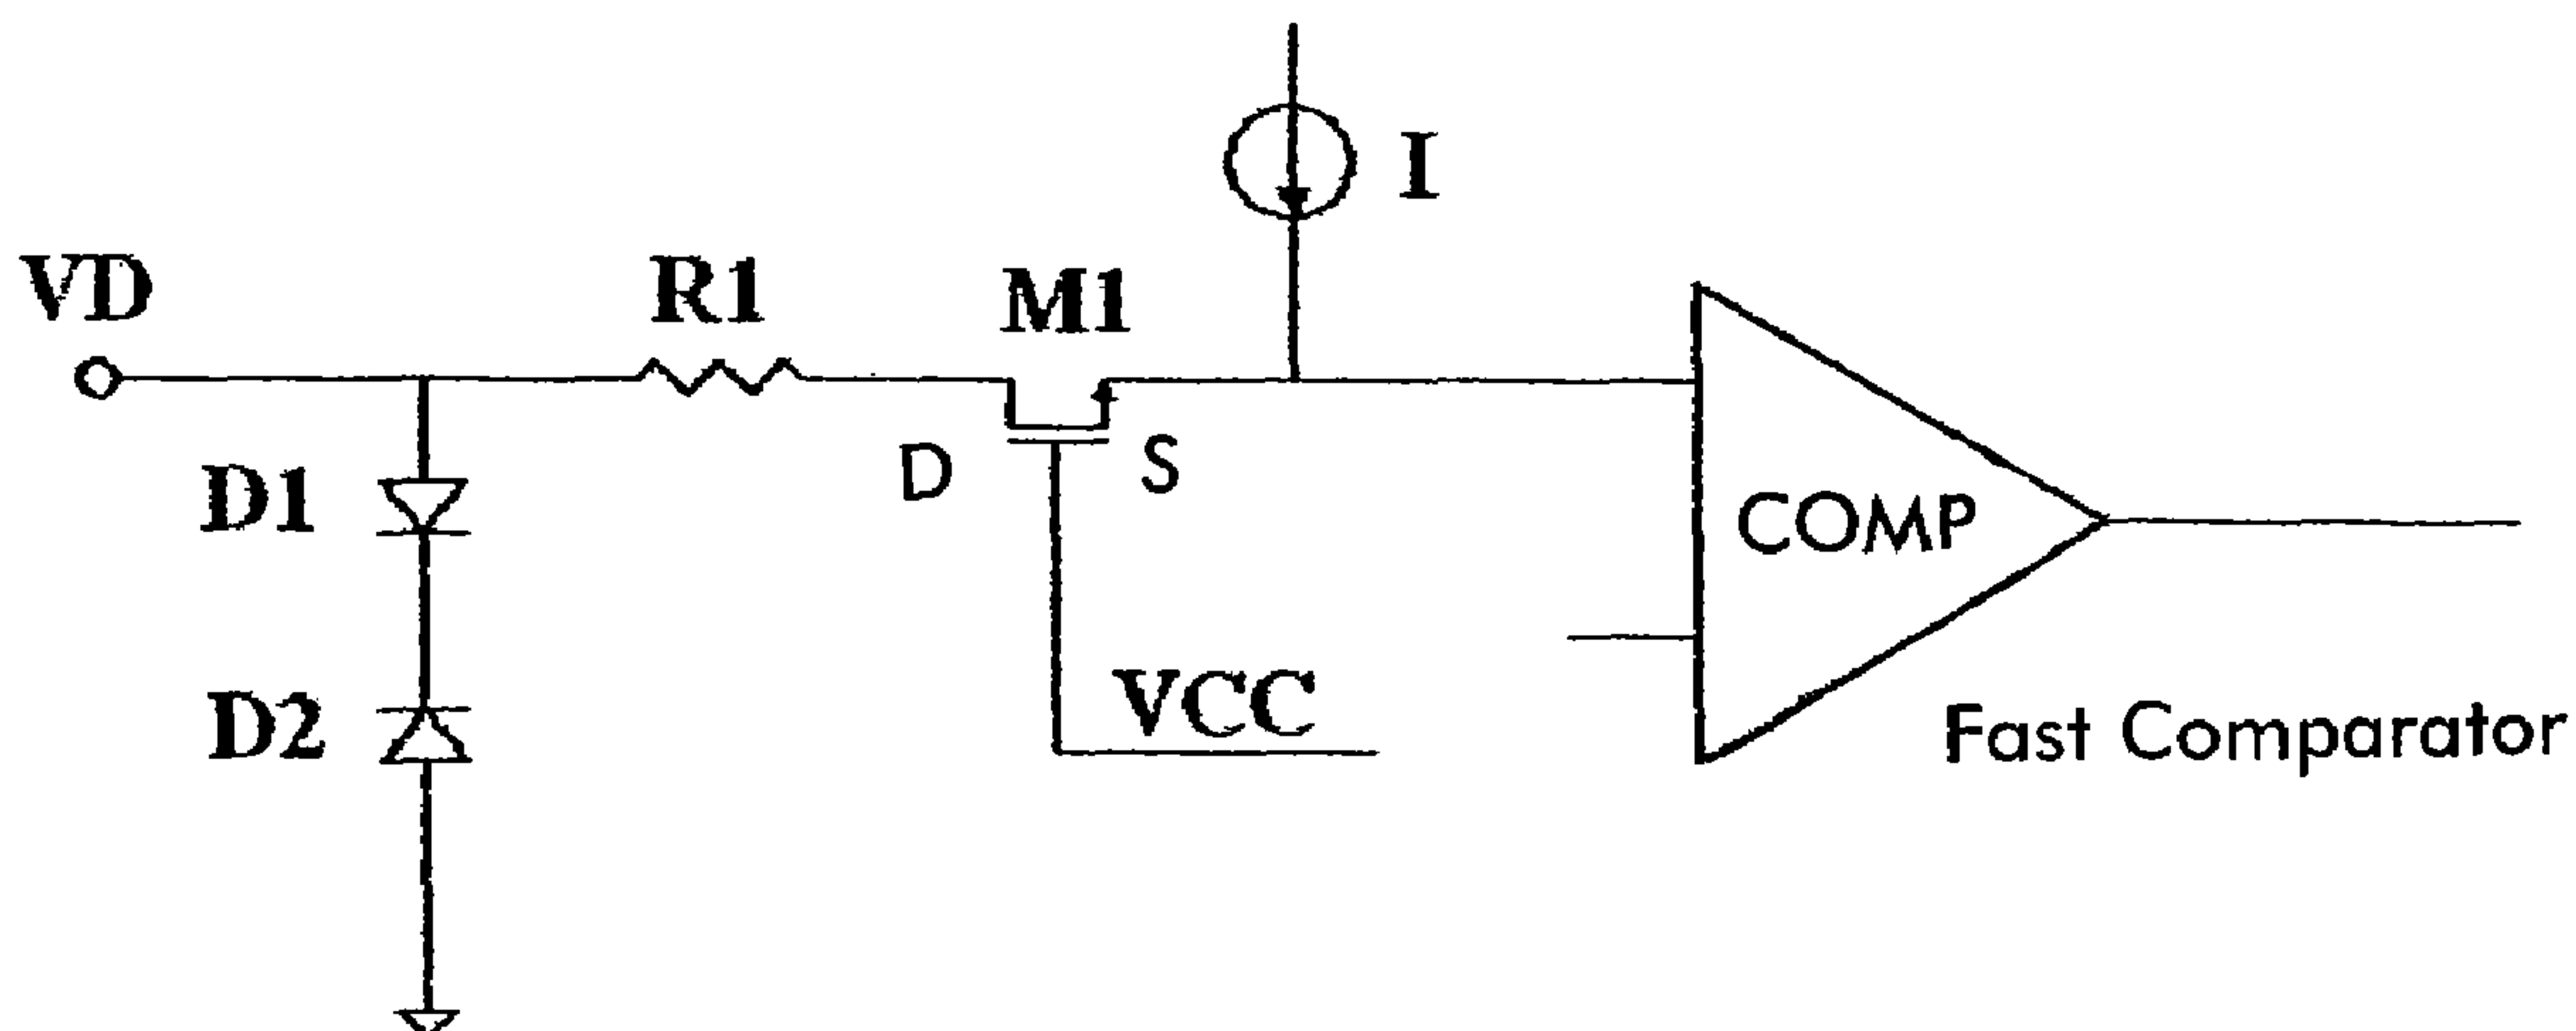 I
VD
R1
M1
D1
D
S
COMP
D2
VCC
Fast Comparator